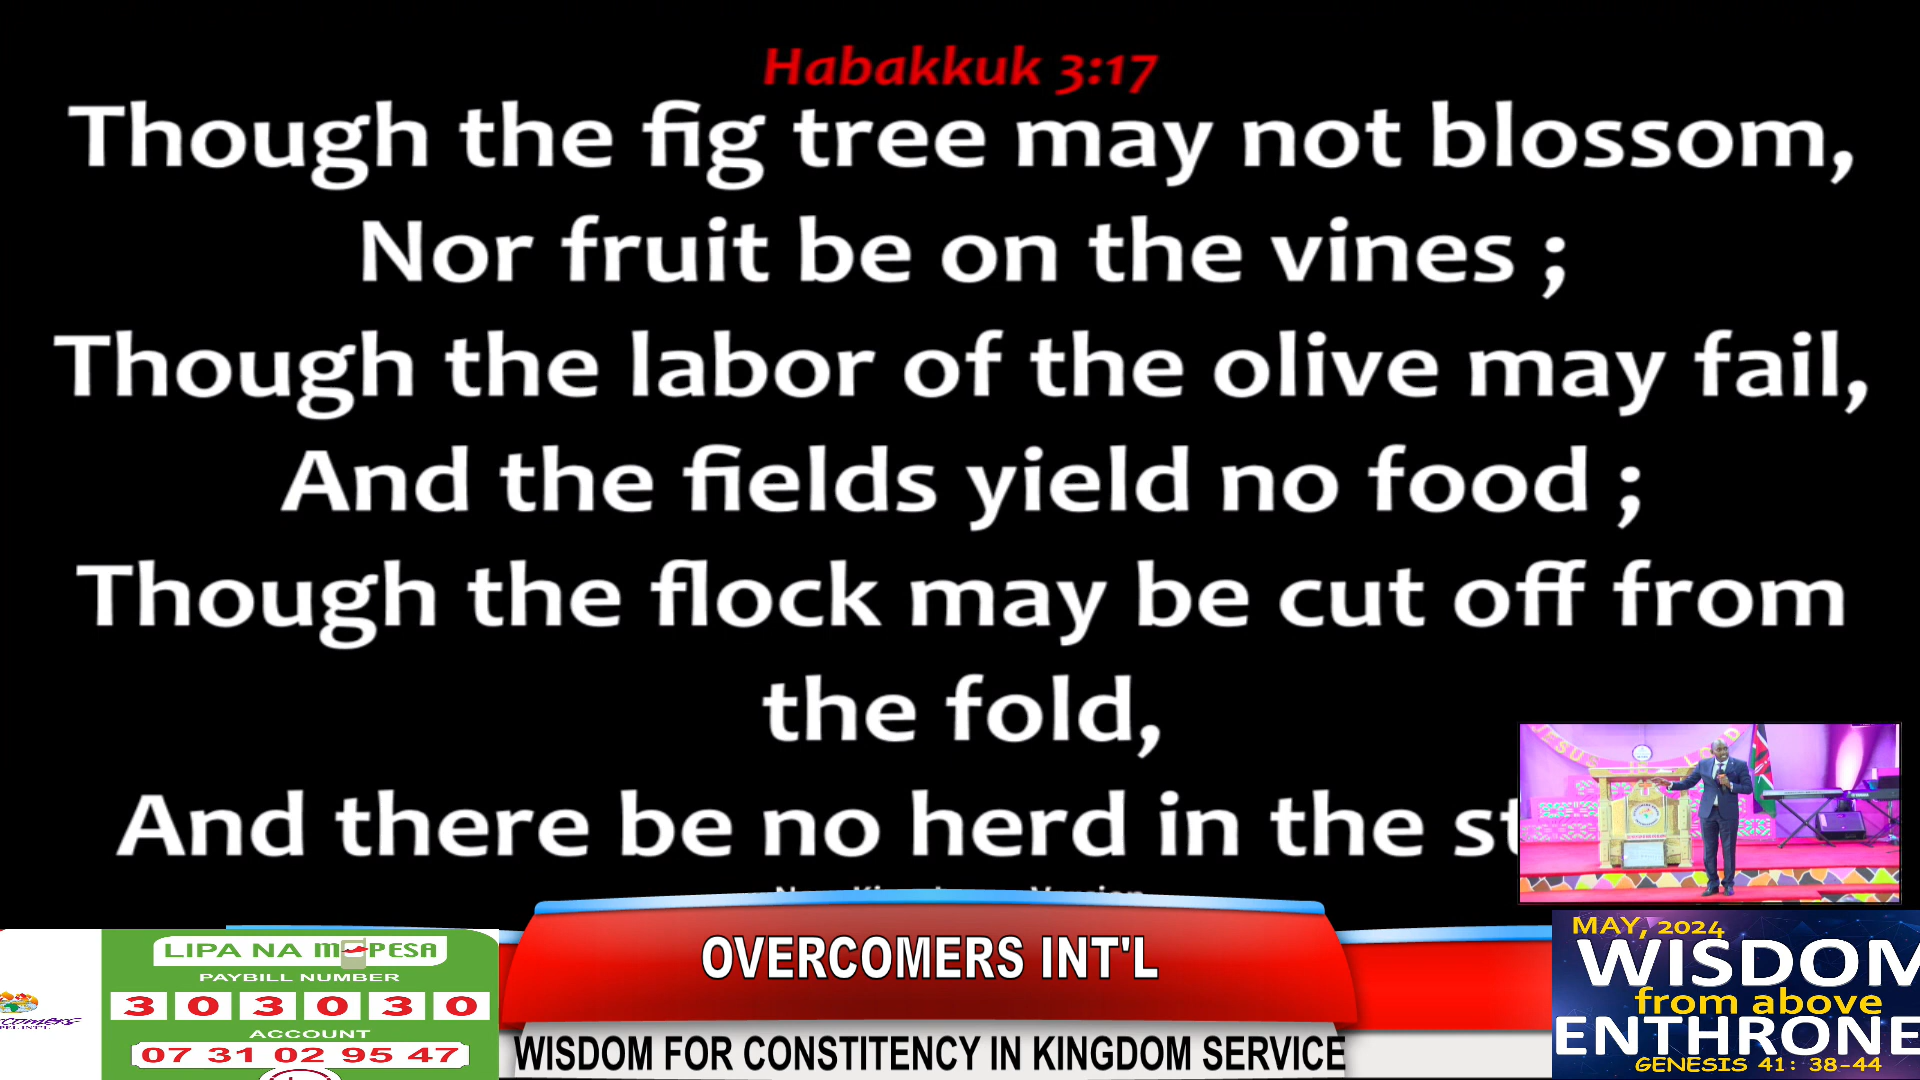 Habakkuk 3:17
Though the fig tree may not blossom,
Nor fruit be on the vines ;
Though the labor of the olive may fail,
And the fields yield no food ;
Though the flock may be cut off from
the fold,
And there be no herd in the st
JESUS IS LORD
LIPA NA M-PESA
PAYBILL NUMBER
3 0 3 0 3 0
ACCOUNT
07 31 02 95 47
OVERCOMERS INT'L
WISDOM FOR CONSTITENCY IN KINGDOM SERVICE
MAY, 2024
WISDOM
from above
ENTHRONE
GENESIS 41: 38-44